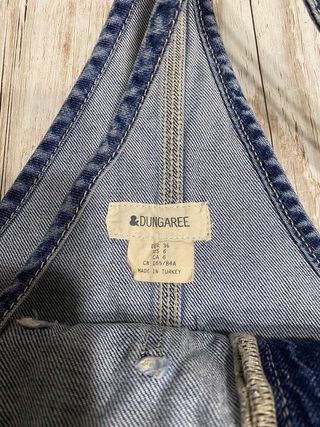 &DUNGAREE
EUR 36
US 6
CA 6
CN 165/84A
MADE IN TURKEY